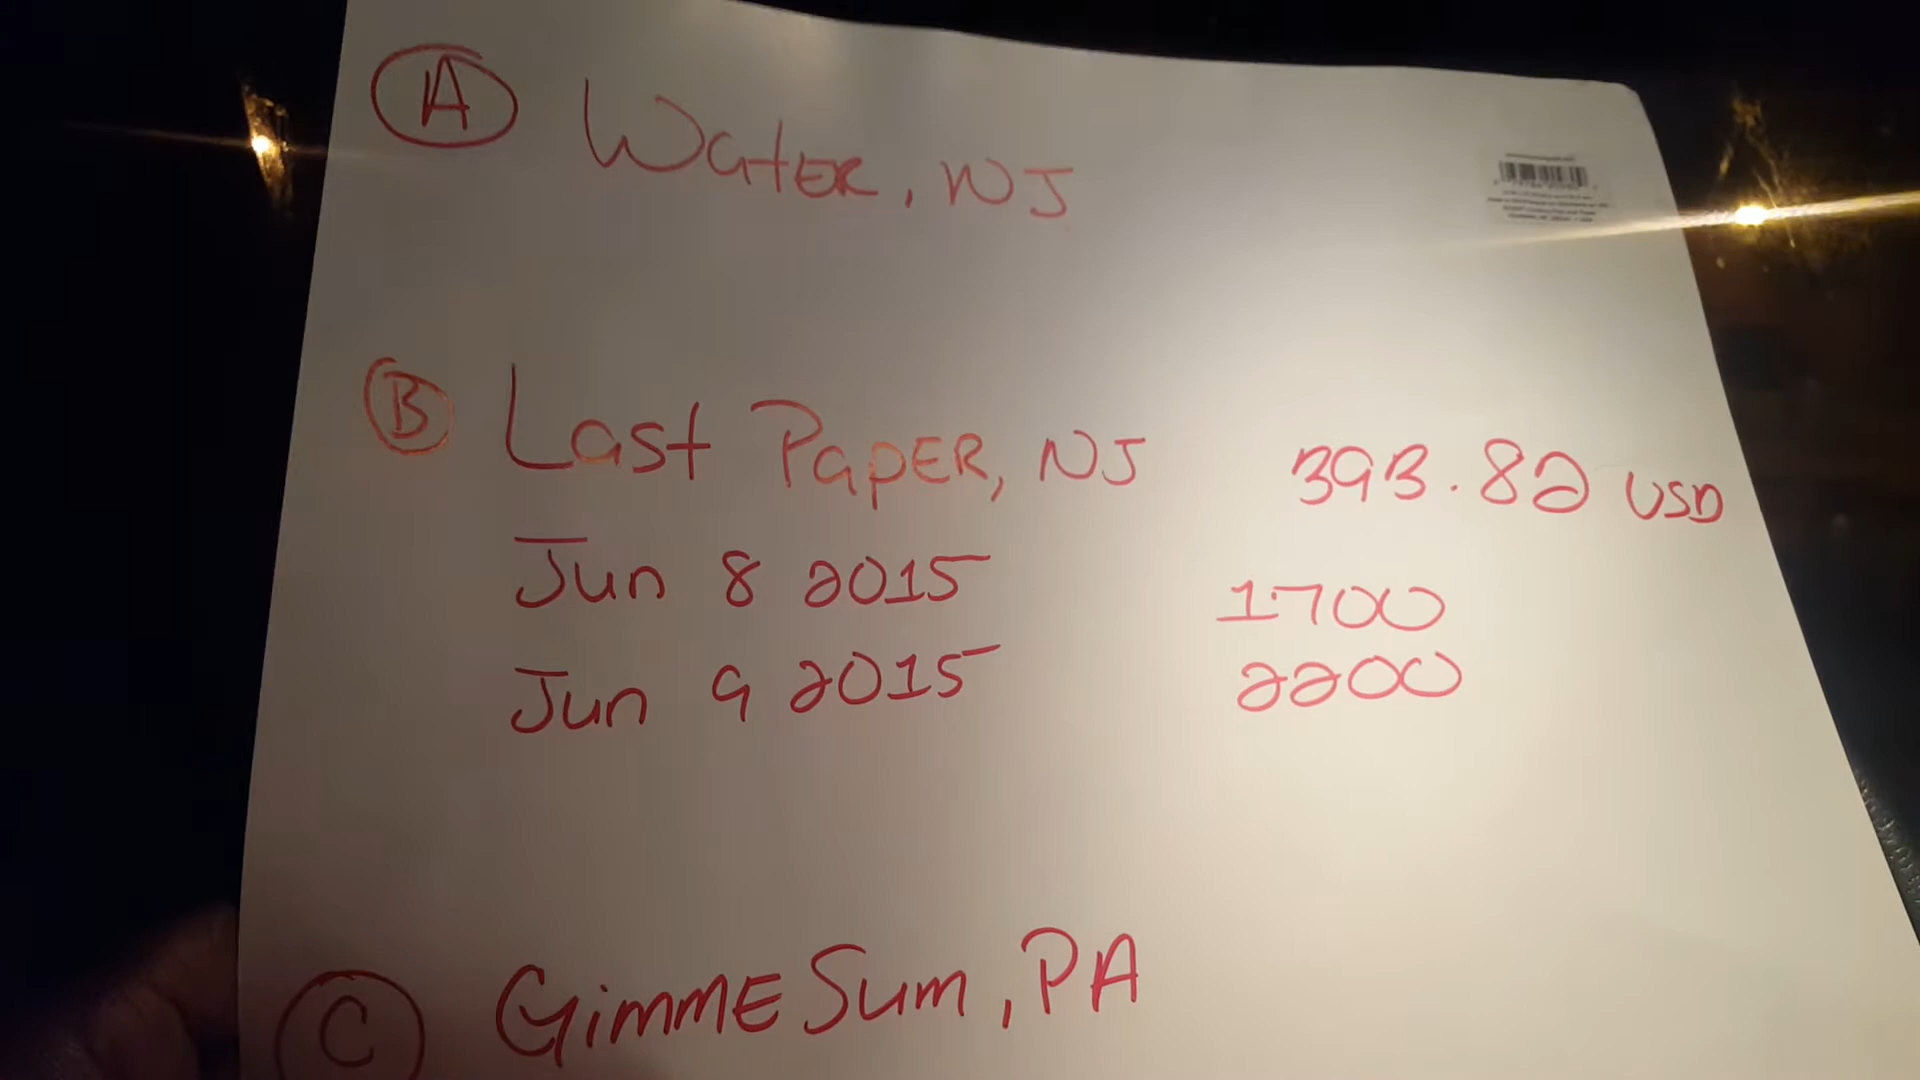 A Water, NJ
B Last Paper, NJ 393.82 USD
Jun 8 2015 1700
Jun 9 2015 2200
C GimmE Sum, PA